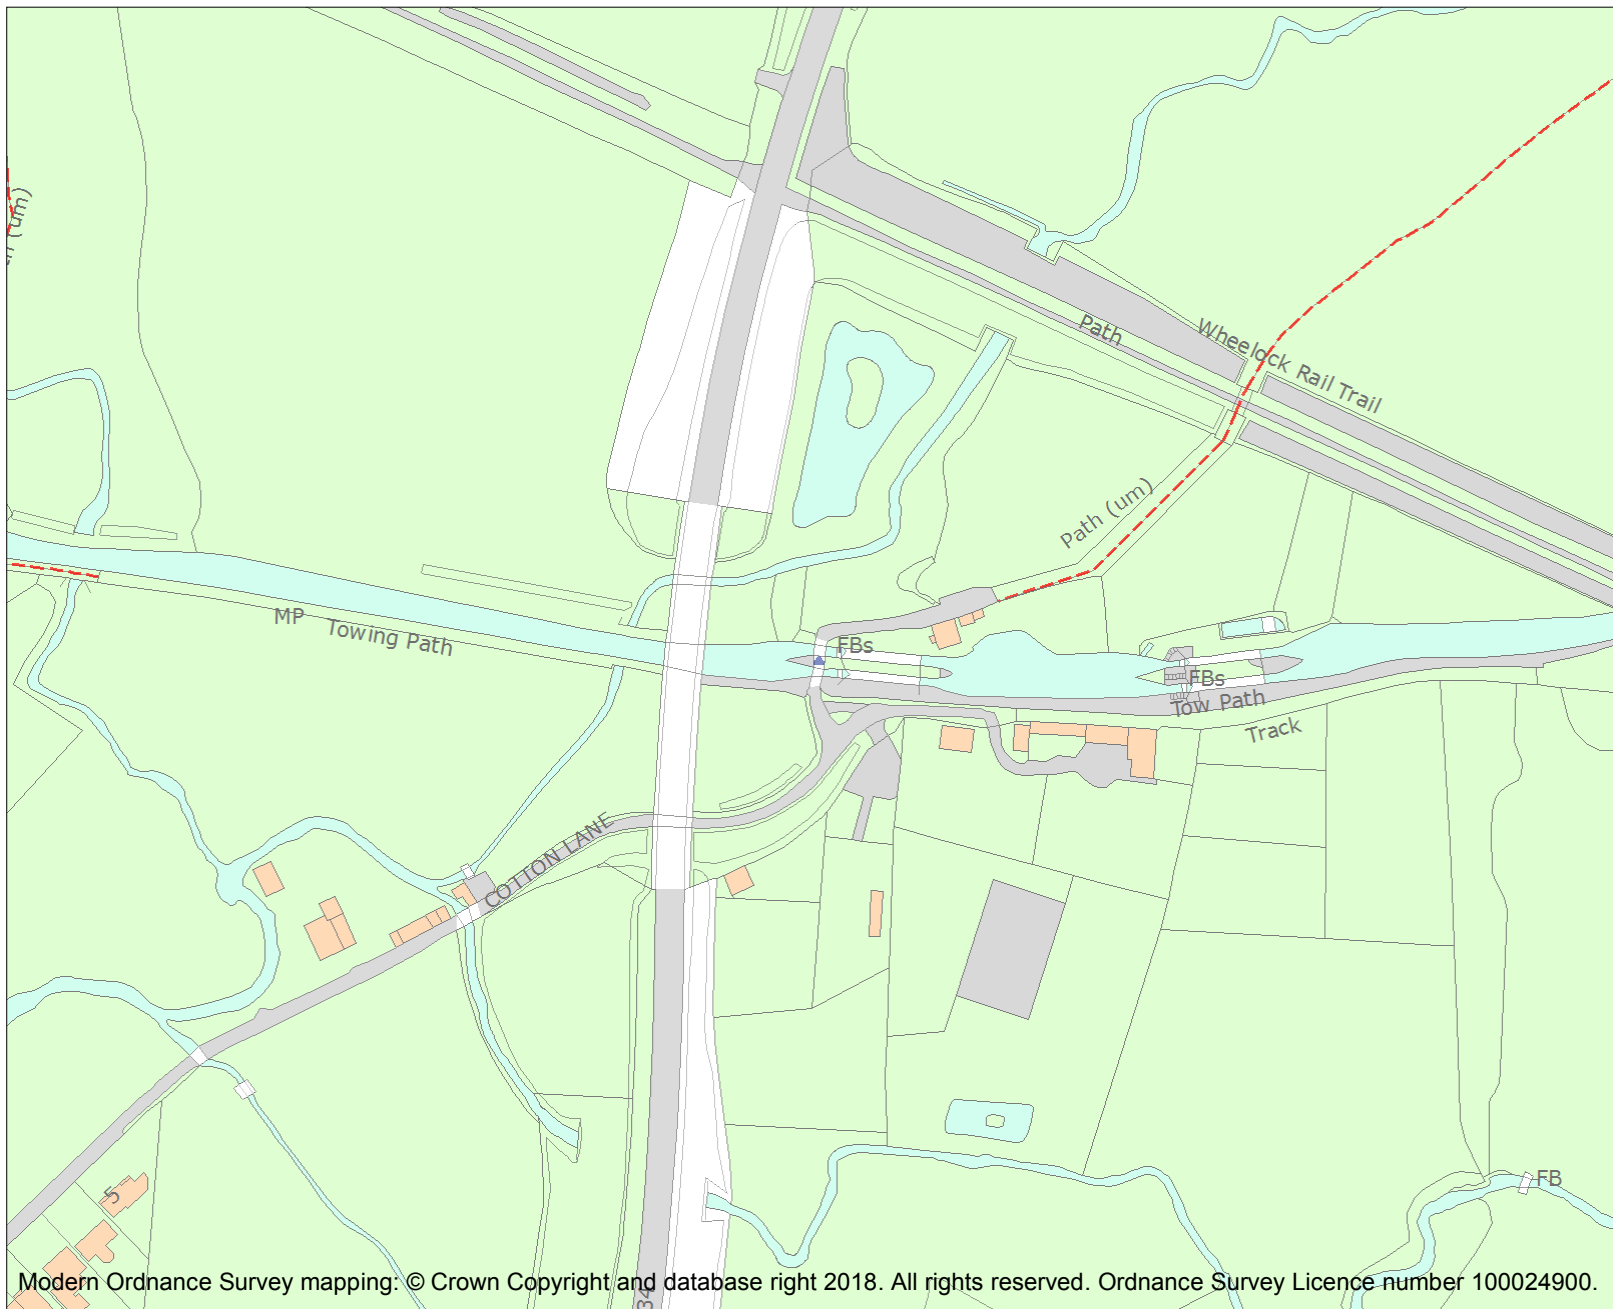 (um)
Path
Wheelock Rail Trail
Path (um)
MP Towing Path
FBs
FBs
Tow Path
Track
COTTON LANE
5
FB
34
Modern Ordnance Survey mapping: © Crown Copyright and database right 2018. All rights reserved. Ordnance Survey Licence number 100024900.